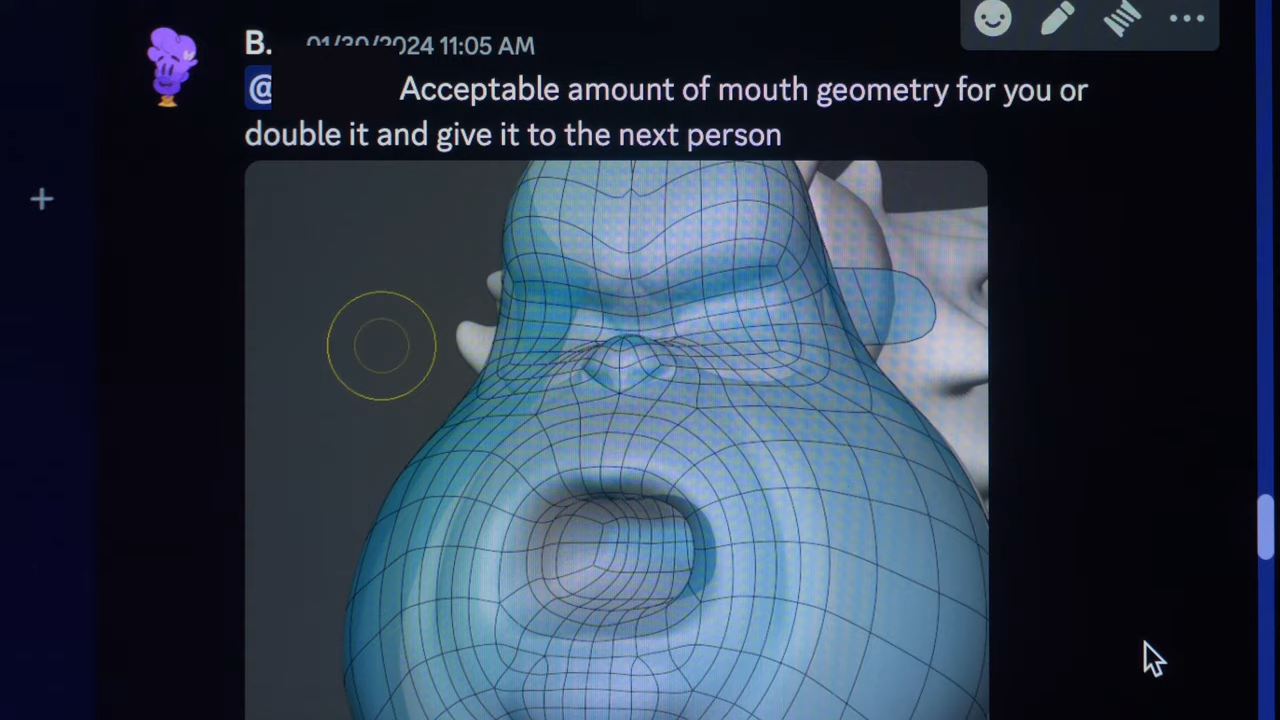 B. 01/30/2024 11:05 AM
@ Acceptable amount of mouth geometry for you or
double it and give it to the next person